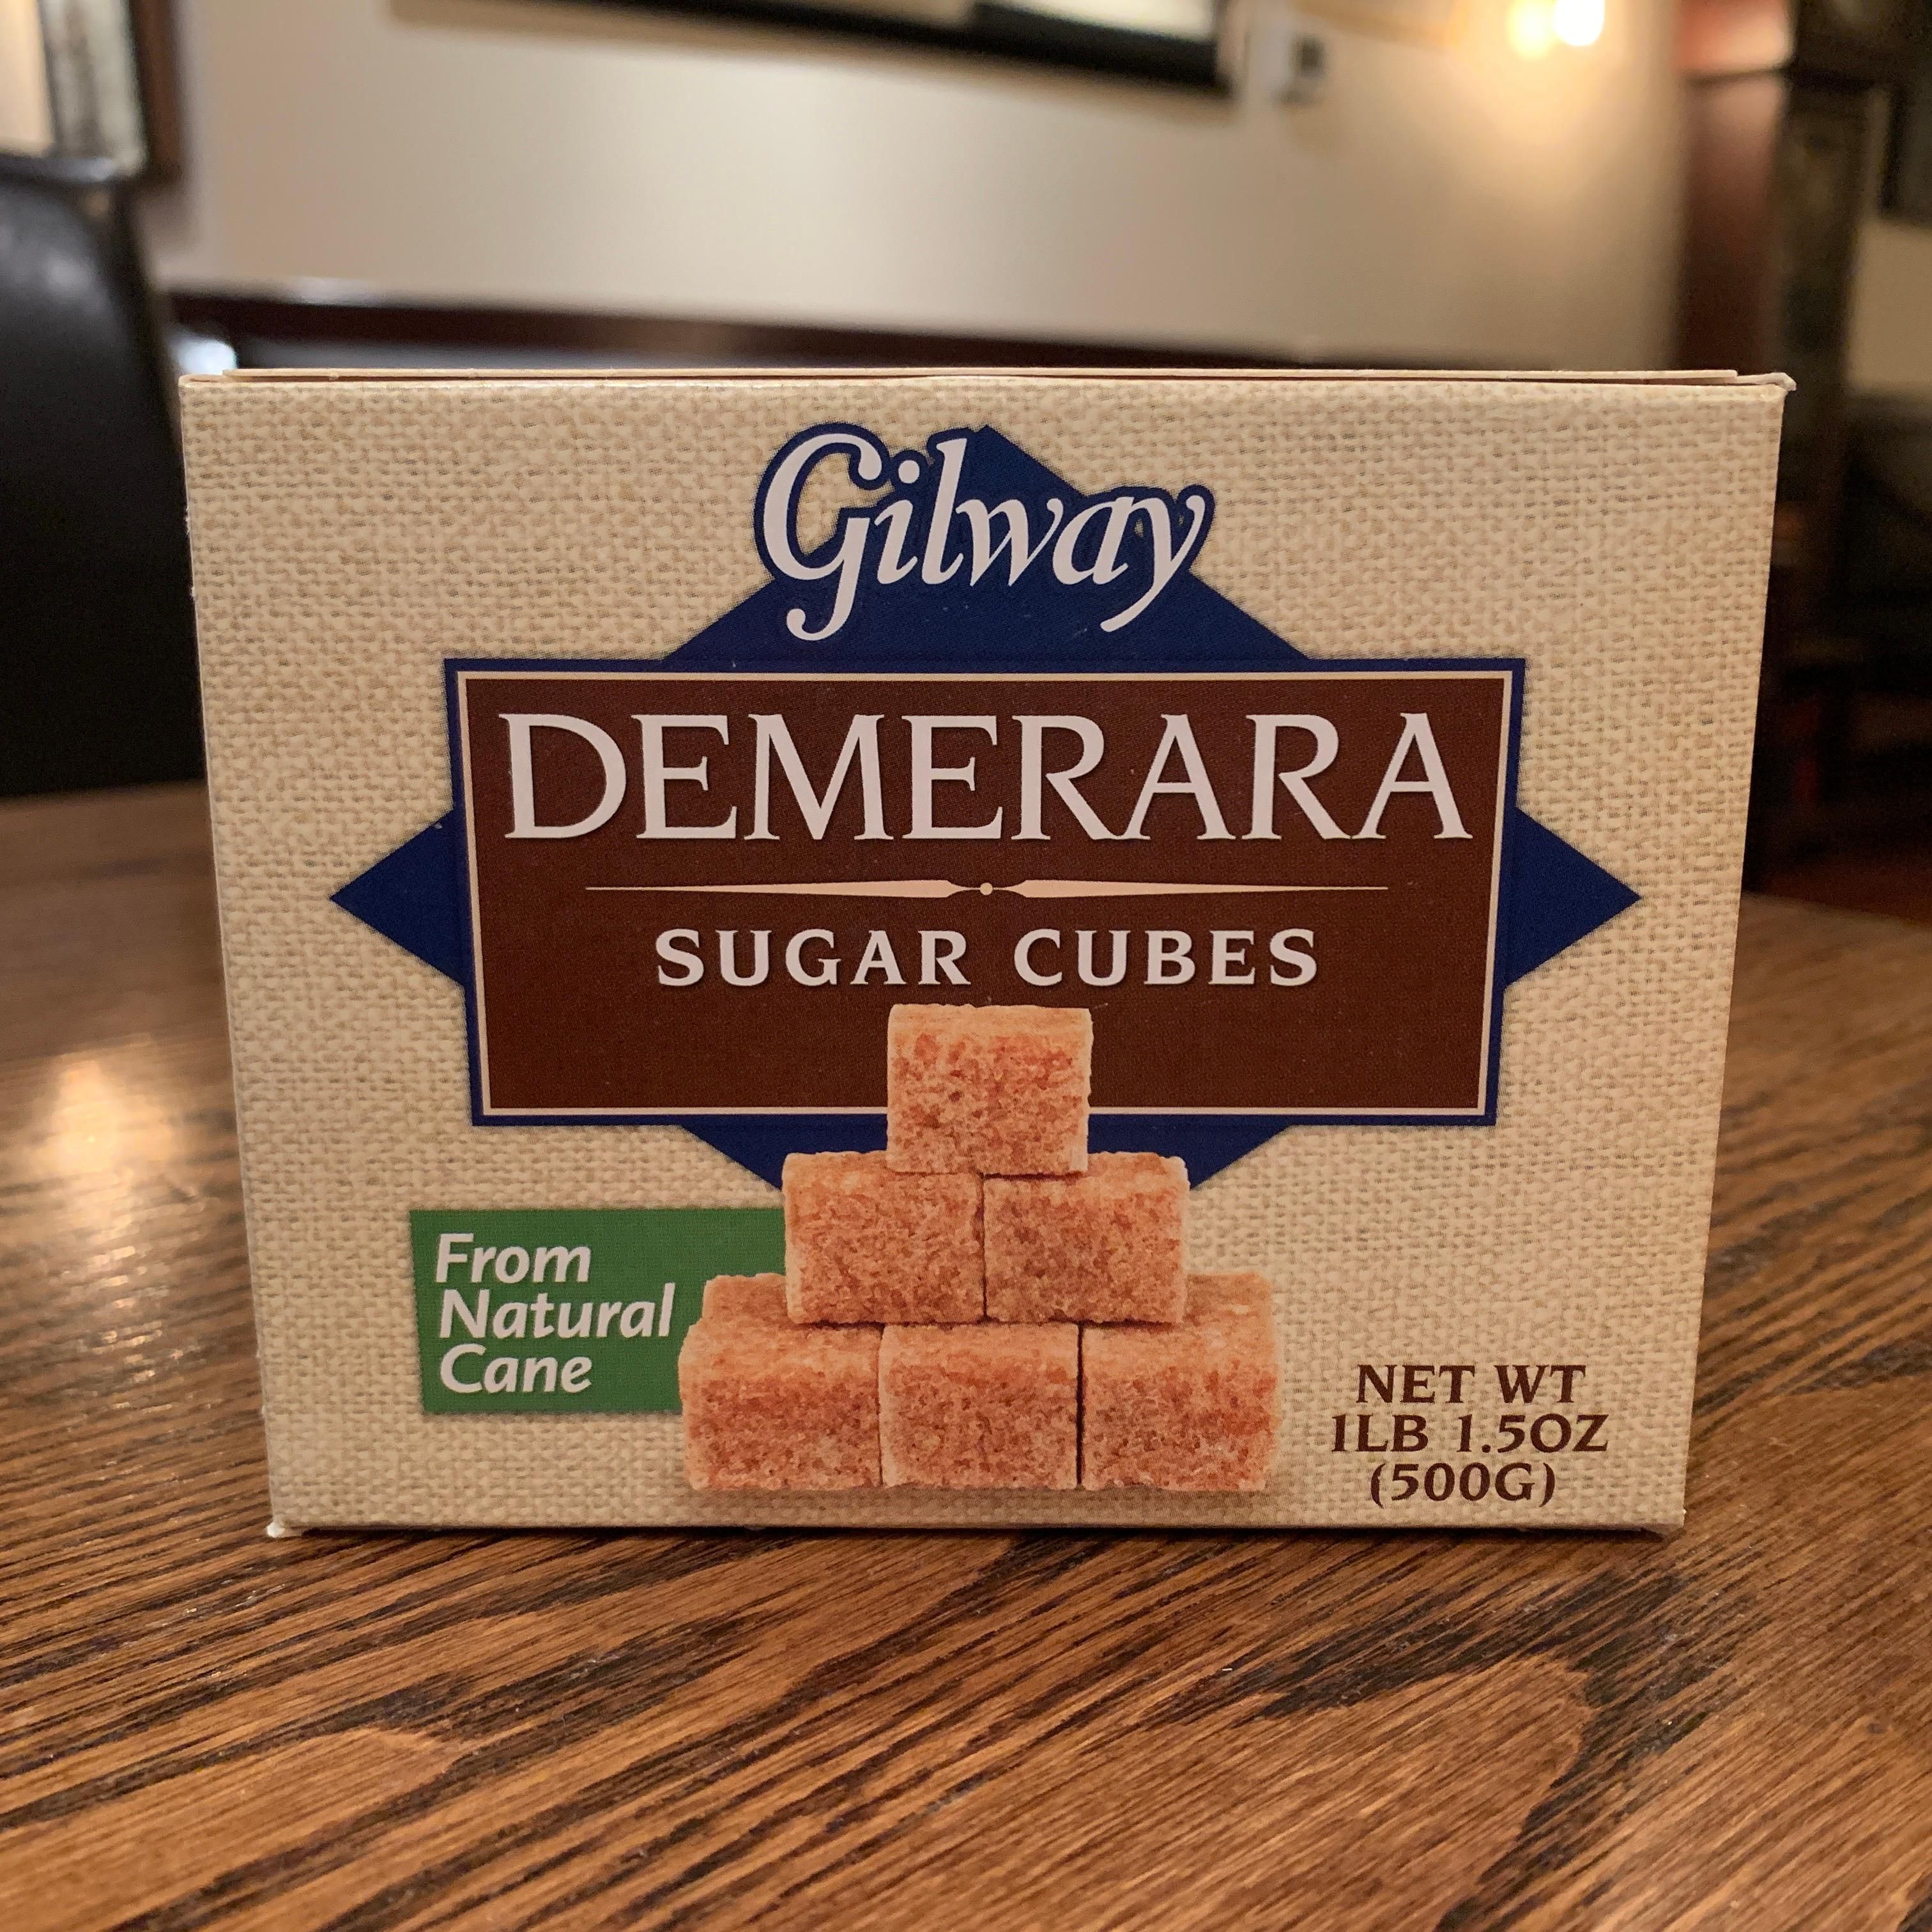 Gilway
DEMERARA
SUGAR CUBES
From
Natural
Cane
NET WT
1LB 1.5OZ
(500G)